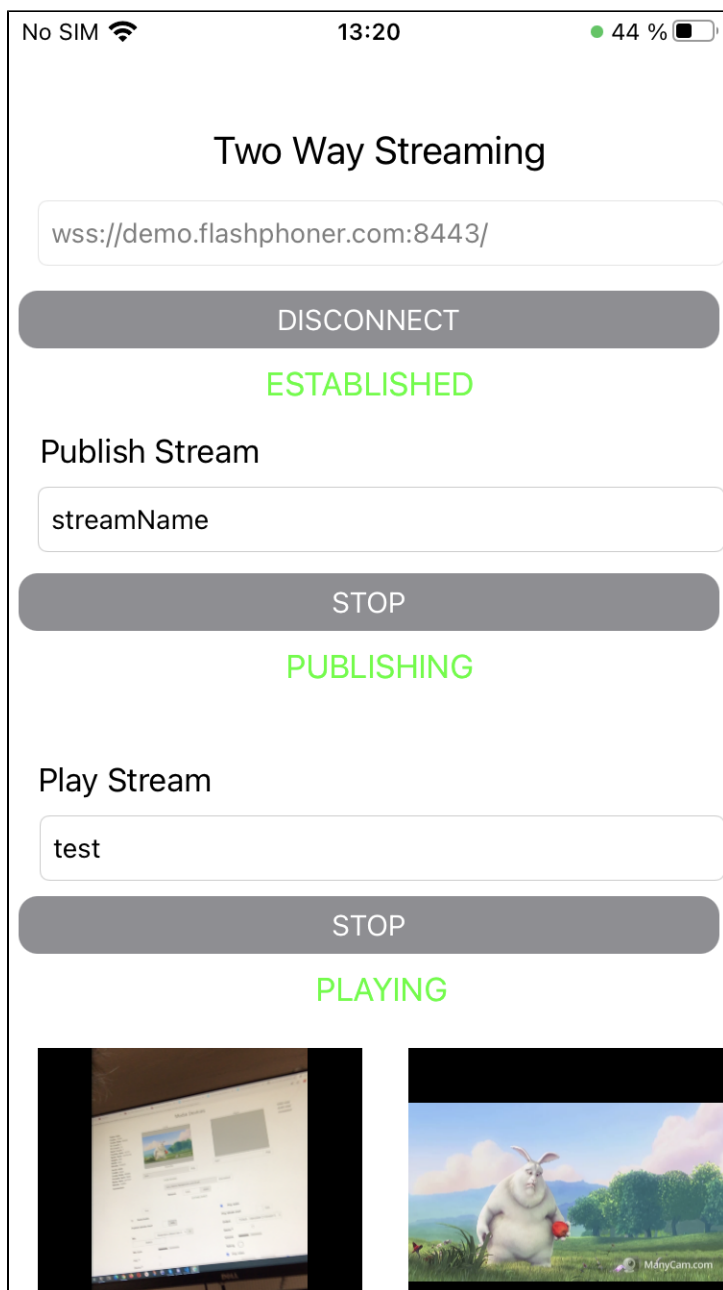 No SIM 13:20 44 %
Two Way Streaming
wss://demo.flashphoner.com:8443/
DISCONNECT
ESTABLISHED
Publish Stream
streamName
STOP
PUBLISHING
Play Stream
test
STOP
PLAYING
DELL
ManyCam.com